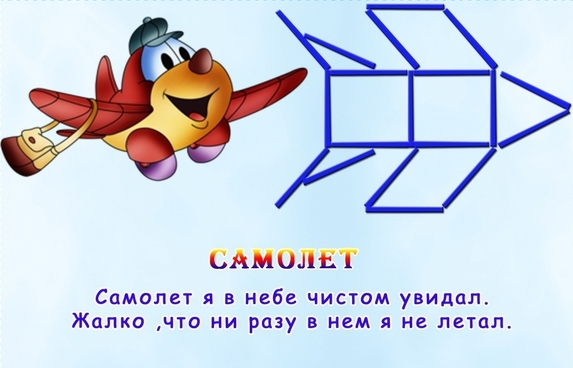 САМОЛЕТ
Самолет я в небе чистом увидал.
Жалко ,что ни разу в нем я не летал.